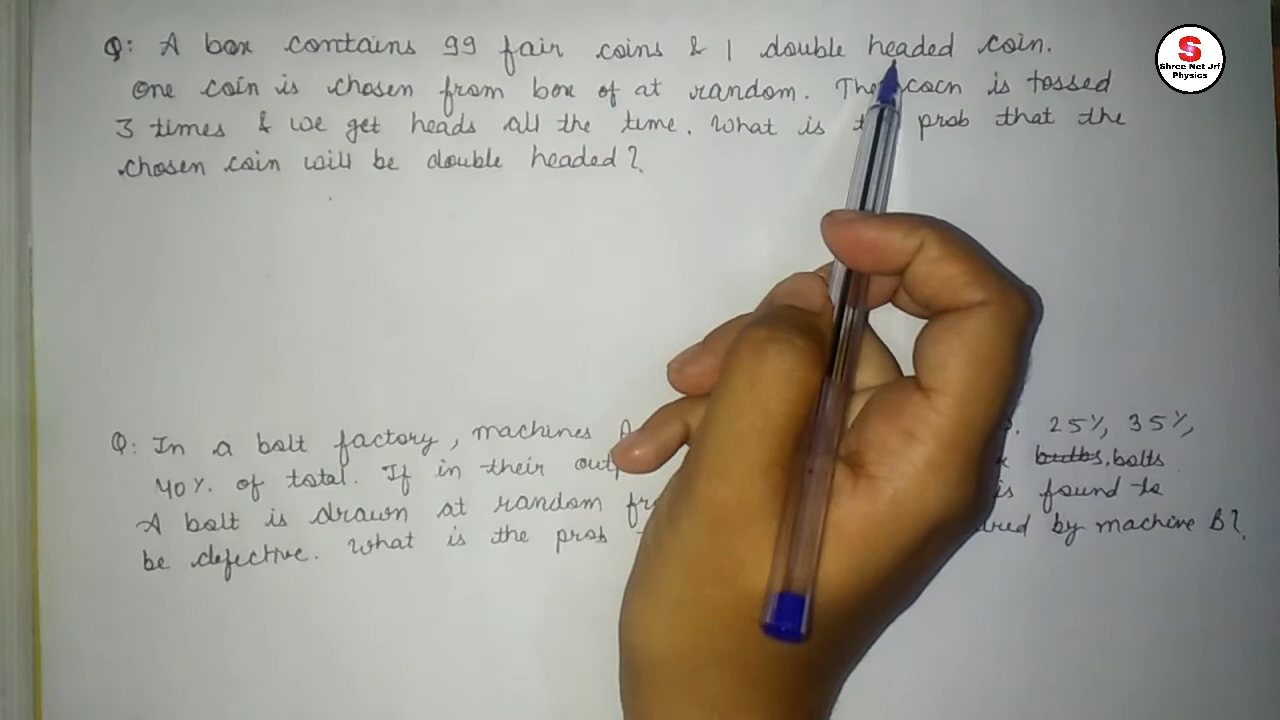 Q: A box contains 99 fair coins & 1 double headed coin.
One coin is chosen from box of at random. The coin is tossed
3 times & we get heads all the time. What is prob that the
chosen coin will be double headed?
S
Shree Net Jrf
Physics
Q: In a bolt factory, machines 25%, 35%,
40% of total. If in their bulbs, bolts
A bolt is drawn at random is found to
be defective. What is the prob by machine B?